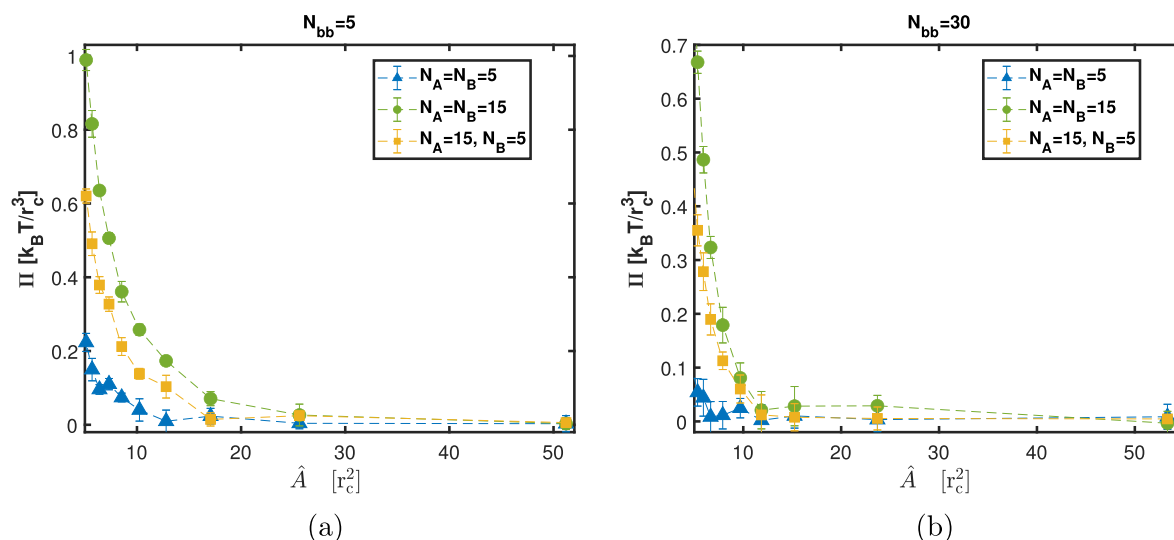 N_bb=5
1
0.8
0.6
0.4
0.2
0
Π [k_BT/r_c^3]
10 20 30 40 50
Â [r_c^2]
N_A=N_B=5
N_A=N_B=15
N_A=15, N_B=5
(a)
N_bb=30
0.7
0.6
0.5
0.4
0.3
0.2
0.1
0
Π [k_BT/r_c^3]
10 20 30 40 50
Â [r_c^2]
N_A=N_B=5
N_A=N_B=15
N_A=15, N_B=5
(b)